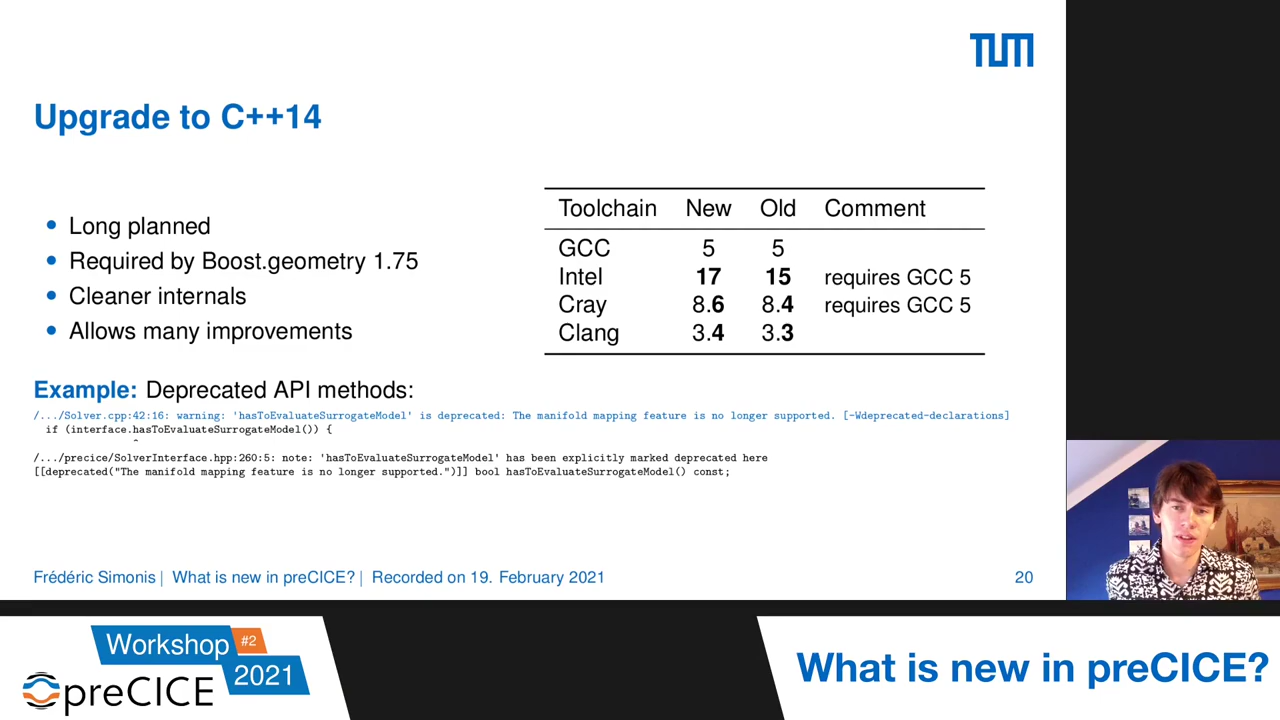 TUM
Upgrade to C++14
• Long planned
• Required by Boost.geometry 1.75
• Cleaner internals
• Allows many improvements
Toolchain New Old Comment
GCC 5 5
Intel 17 15 requires GCC 5
Cray 8.6 8.4 requires GCC 5
Clang 3.4 3.3
Example: Deprecated API methods:
/.../Solver.cpp:42:16: warning: 'hasToEvaluateSurrogateModel' is deprecated: The manifold mapping feature is no longer supported. [-Wdeprecated-declarations]
if (interface.hasToEvaluateSurrogateModel()) {
^
/.../precice/SolverInterface.hpp:260:5: note: 'hasToEvaluateSurrogateModel' has been explicitly marked deprecated here
[[deprecated("The manifold mapping feature is no longer supported.")]] bool hasToEvaluateSurrogateModel() const;
Frédéric Simonis | What is new in preCICE? | Recorded on 19. February 2021 20
Workshop #2
2021
preCICE
What is new in preCICE?